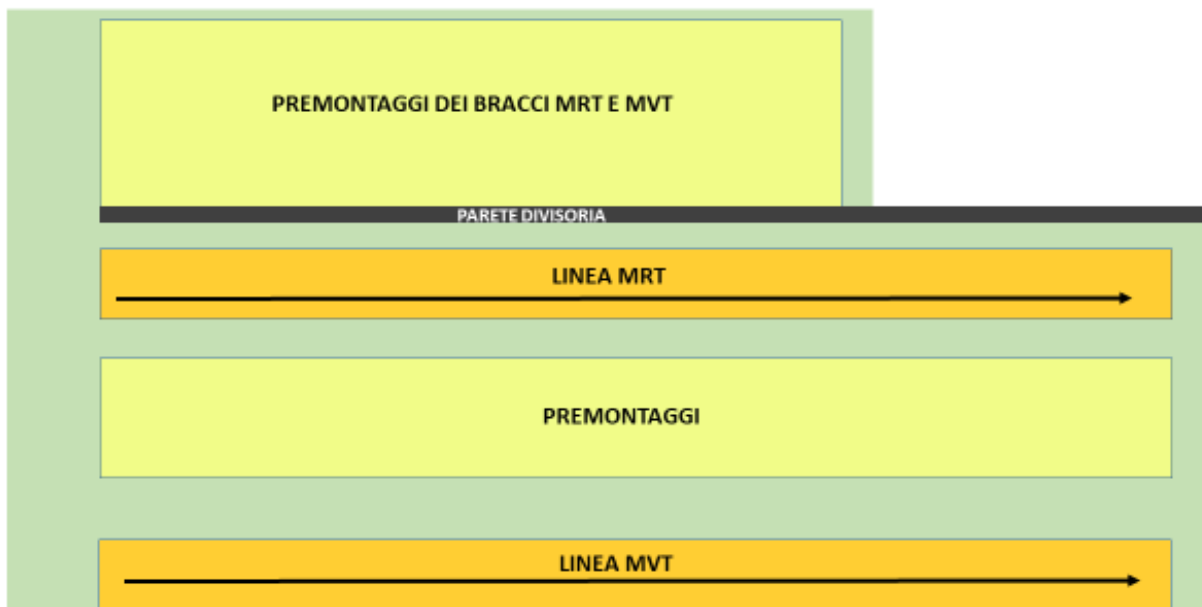 PREMONTAGGI DEI BRACCI MRT E MVT
PARETE DIVISORIA
LINEA MRT
PREMONTAGGI
LINEA MVT